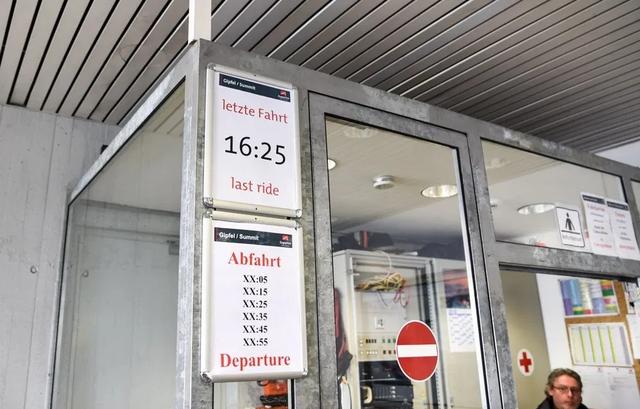 Gipfel / Summit
letzte Fahrt
16:25
last ride
Gipfel / Summit
Abfahrt
XX:05
XX:15
XX:25
XX:35
XX:45
XX:55
Departure